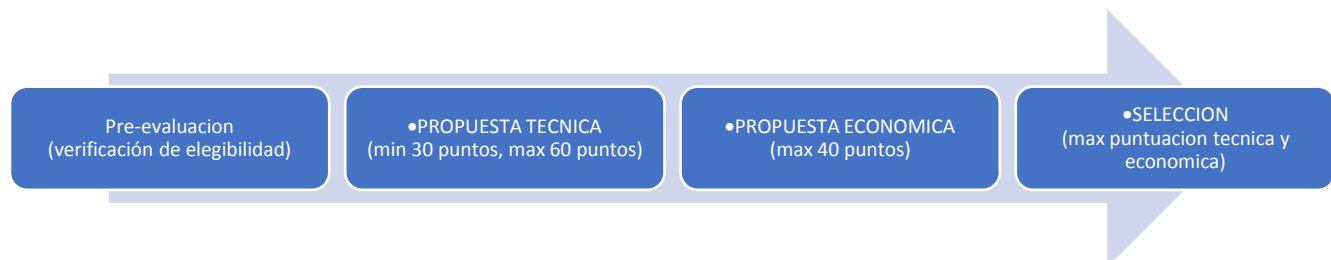 Pre-evaluacion
(verificación de elegibilidad)
•PROPUESTA TECNICA
(min 30 puntos, max 60 puntos)
•PROPUESTA ECONOMICA
(max 40 puntos)
•SELECCION
(max puntuacion tecnica y
economica)